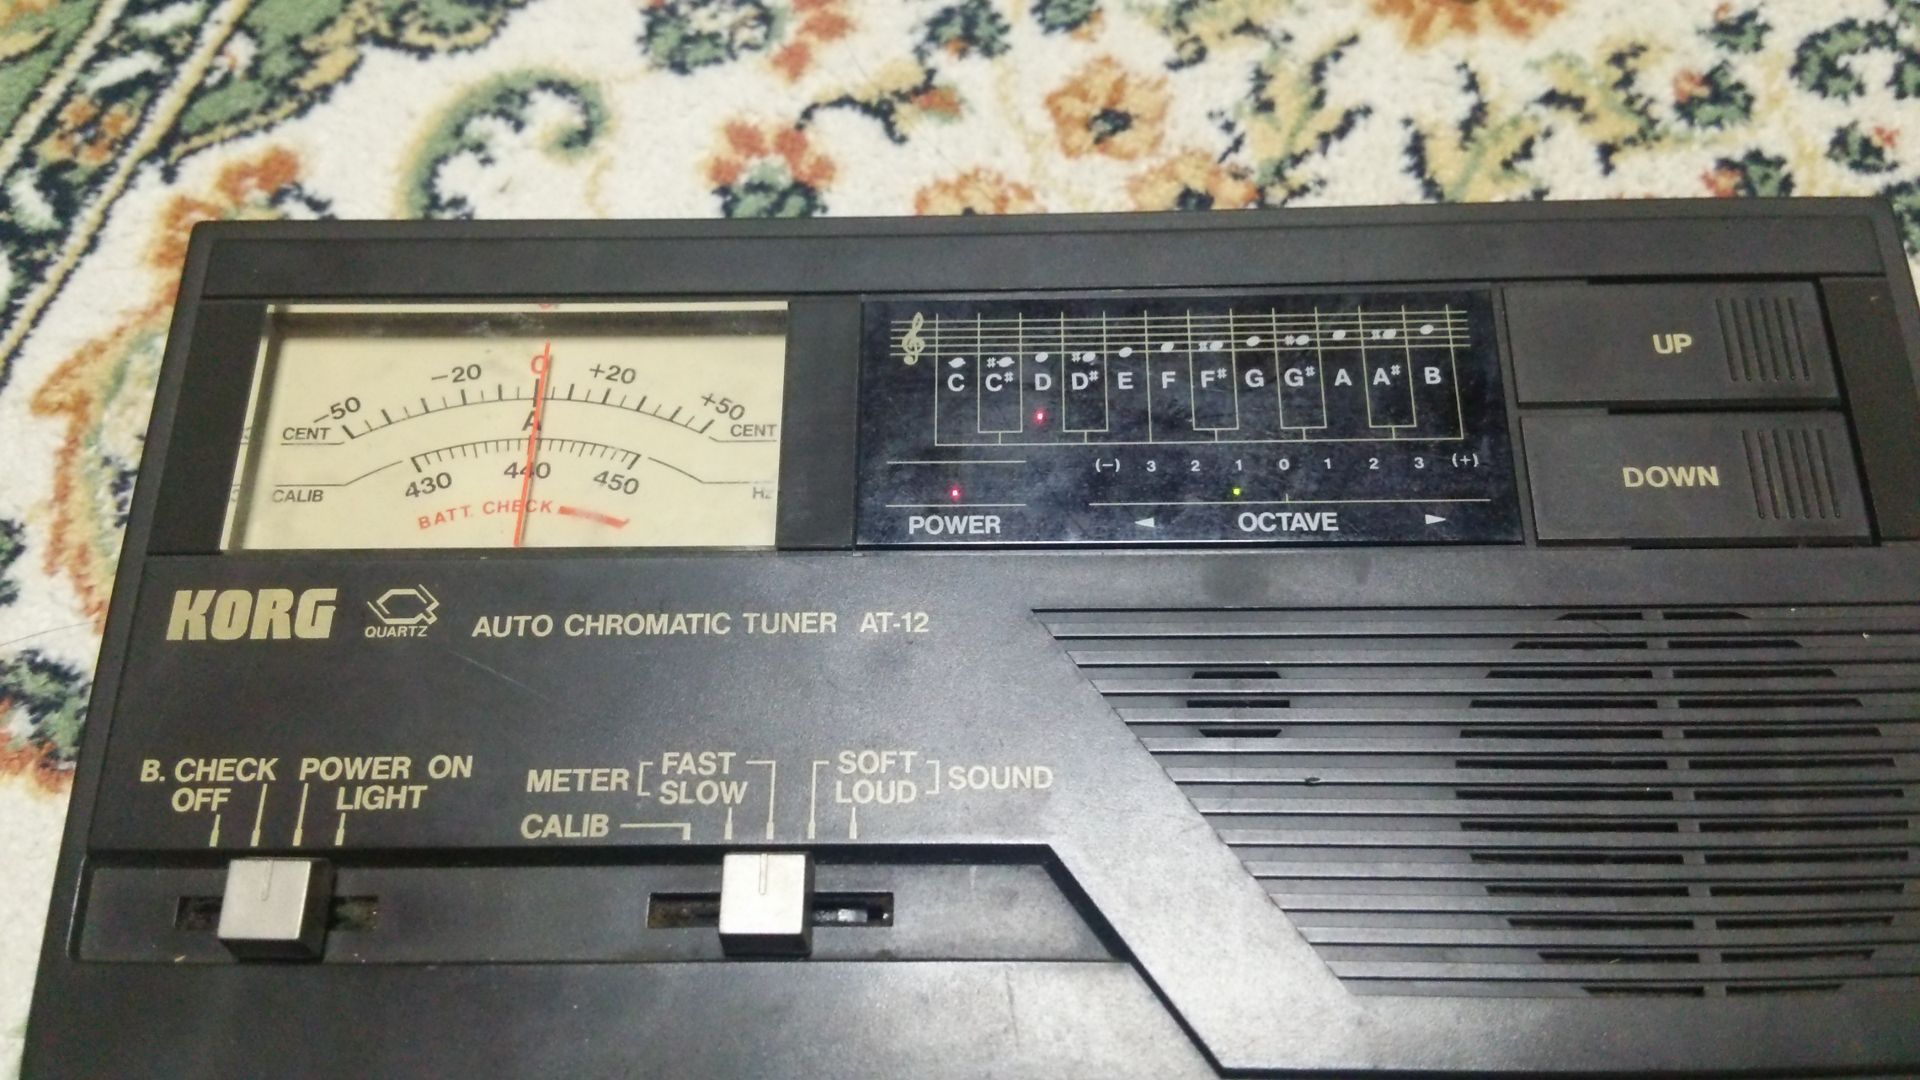 0
-20 +20
-50 +50
CENT A CENT
CALIB 430 440 450 Hz
BATT. CHECK
C C# D D# E F F# G G# A A# B
(-) 3 2 1 0 1 2 3 (+)
POWER ◄ OCTAVE ►
UP
DOWN
KORG QUARTZ AUTO CHROMATIC TUNER AT-12
B. CHECK POWER ON
OFF LIGHT
METER FAST SOFT SOUND
SLOW LOUD
CALIB